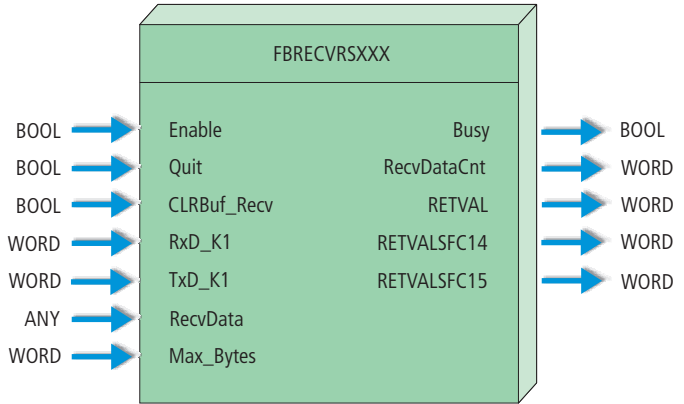 FBRECVRSXXX
BOOL Enable Busy BOOL
BOOL Quit RecvDataCnt WORD
BOOL CLRBuf_Recv RETVAL WORD
WORD RxD_K1 RETVALSFC14 WORD
WORD TxD_K1 RETVALSFC15 WORD
ANY RecvData
WORD Max_Bytes